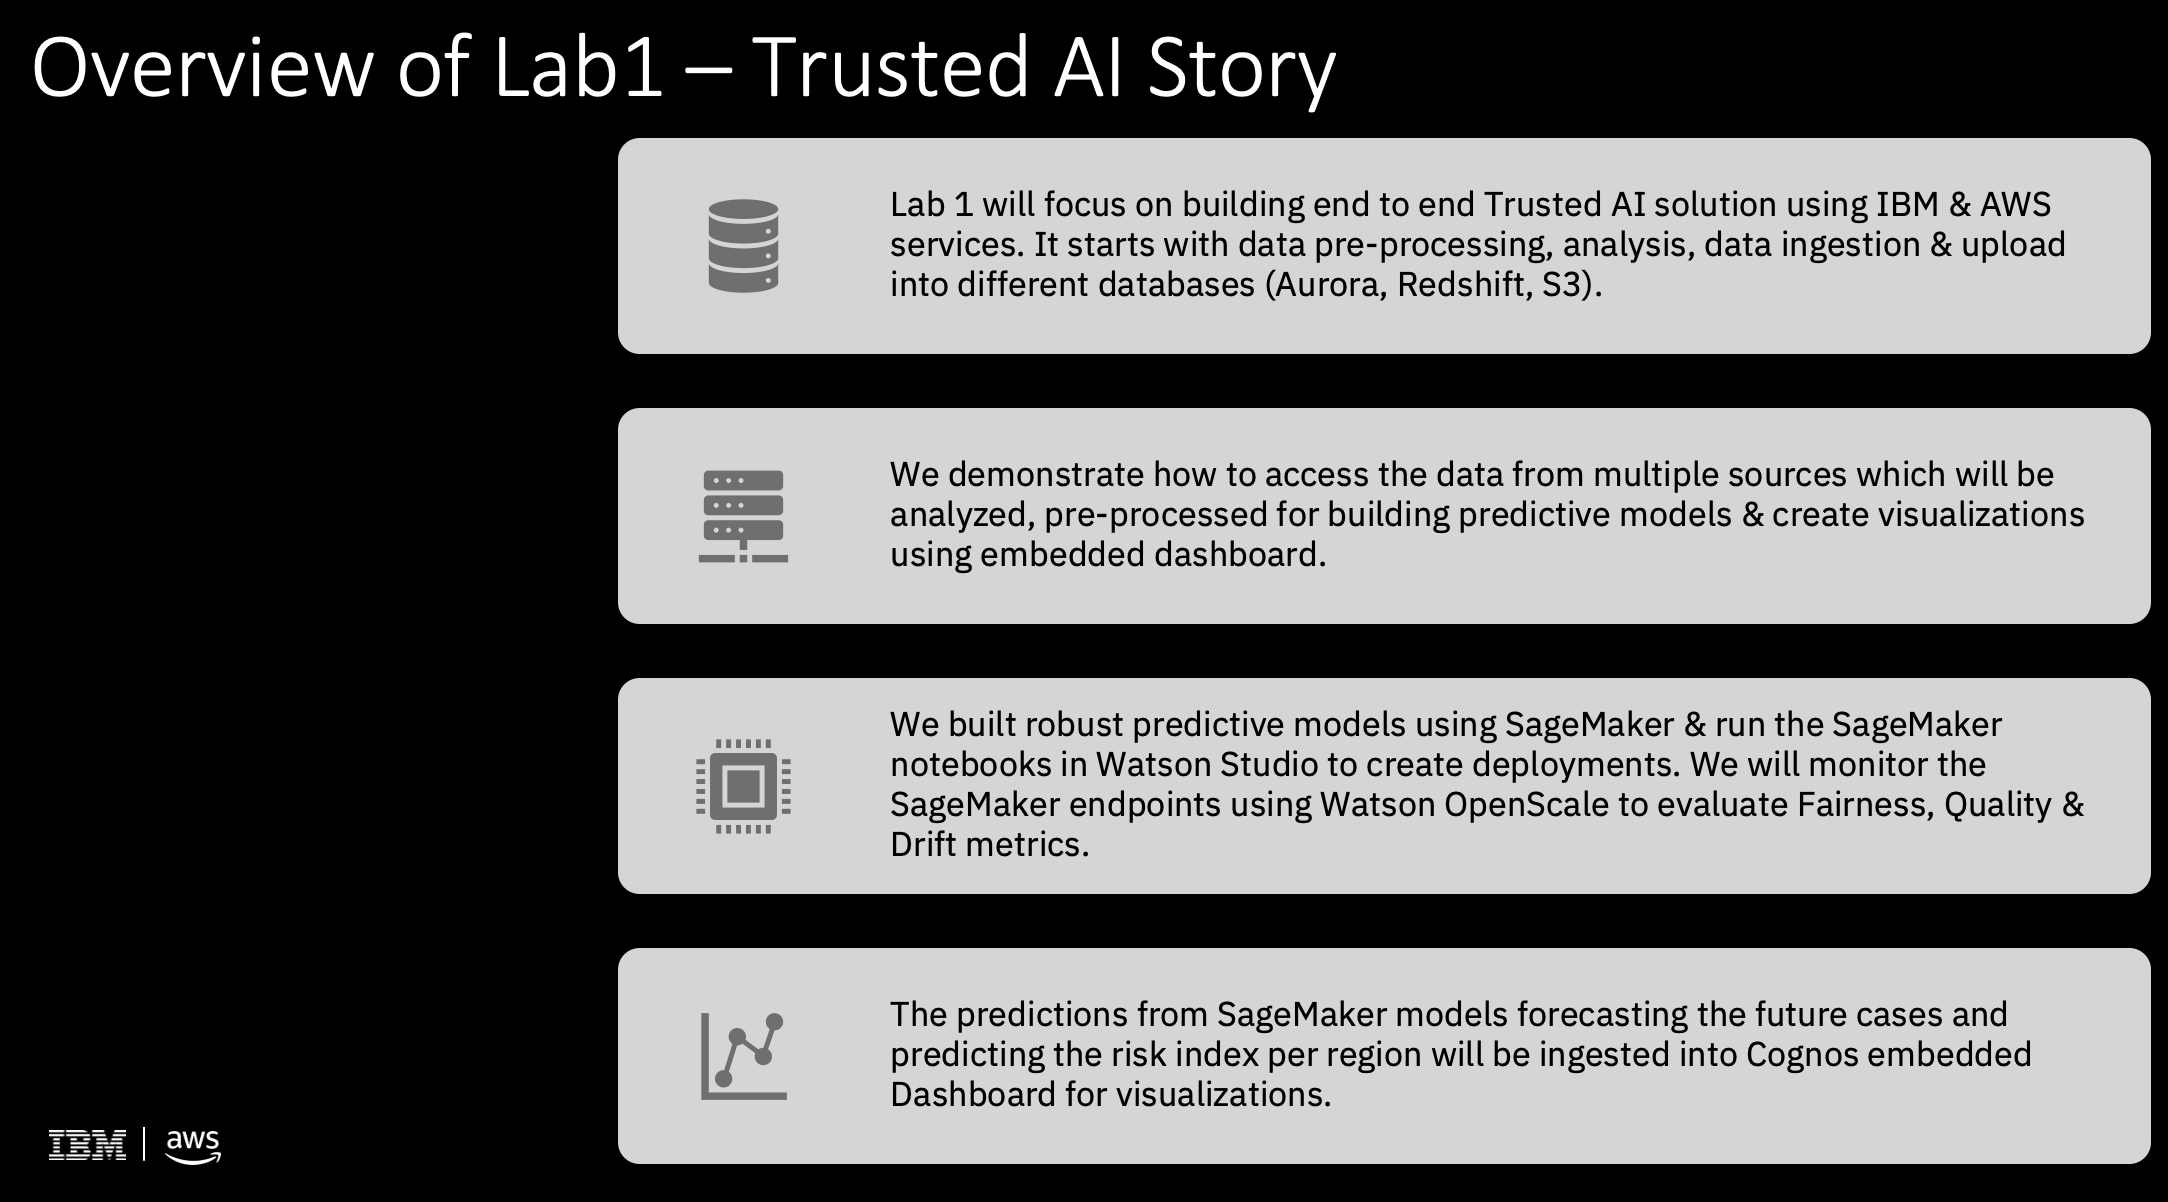 Overview of Lab1 – Trusted AI Story
Lab 1 will focus on building end to end Trusted AI solution using IBM & AWS
services. It starts with data pre-processing, analysis, data ingestion & upload
into different databases (Aurora, Redshift, S3).
We demonstrate how to access the data from multiple sources which will be
analyzed, pre-processed for building predictive models & create visualizations
using embedded dashboard.
We built robust predictive models using SageMaker & run the SageMaker
notebooks in Watson Studio to create deployments. We will monitor the
SageMaker endpoints using Watson OpenScale to evaluate Fairness, Quality &
Drift metrics.
The predictions from SageMaker models forecasting the future cases and
predicting the risk index per region will be ingested into Cognos embedded
Dashboard for visualizations.
IBM | aws